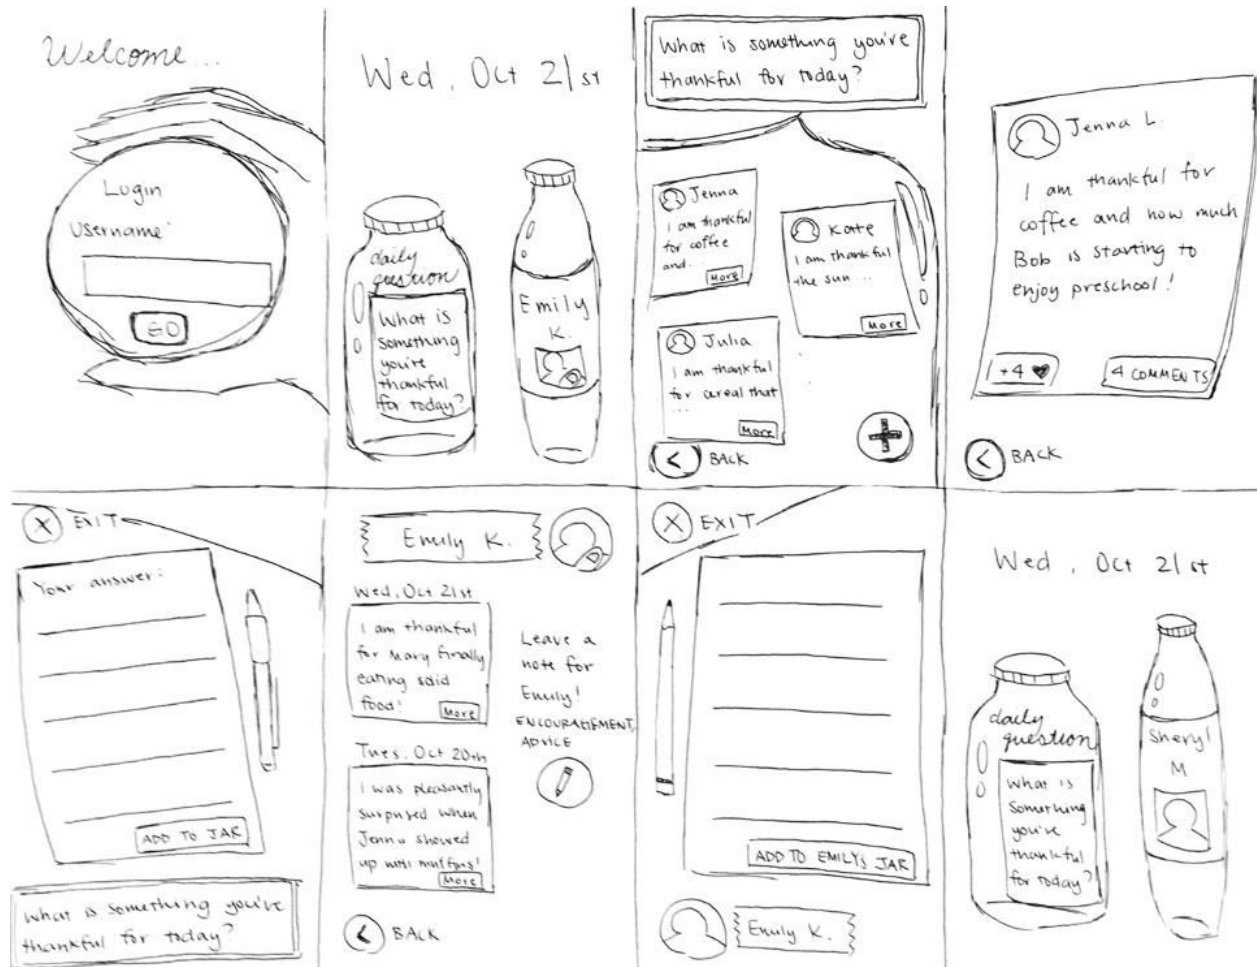 Welcome...
Login
Username:
GO
Wed, Oct 21st
daily
question
What is
something
you're
thankful
for today?
Emily
K.
What is something you're
thankful for today?
Jenna
I am thankful
for coffee
and...
More
Kate
I am thankful
the sun ...
More
Julia
I am thankful
for cereal that
...
More
< BACK
+
Jenna L.
I am thankful for
coffee and how much
Bob is starting to
enjoy preschool!
+4 ♥
4 COMMENTS
< BACK
X EXIT
Your answer:
ADD TO JAR
What is something you've
thankful for today?
Emily K.
Wed, Oct 21st
I am thankful
for Mary finally
eating solid
food!
More
Tues, Oct 20th
I was pleasantly
surprised when
Jenna showed
up with muffins!
More
Leave a
note for
Emily!
ENCOURAGEMENT,
ADVICE
< BACK
X EXIT
ADD TO EMILY'S JAR
Emily K.
Wed, Oct 21st
daily
question
What is
something
you're
thankful
for today?
Sheryl
M